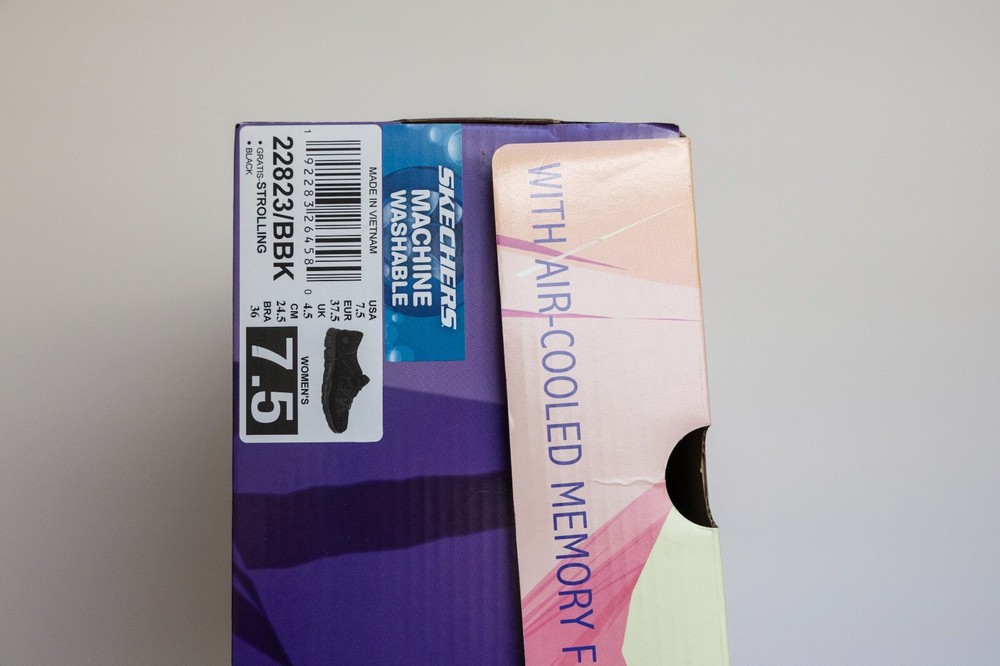 22823/BBK
• GRATIS-STROLLING
• BLACK
1 92283 26458 0
MADE IN VIETNAM
USA
7.5
EUR
37.5
UK
4.5
CM
24.5
BRA
36
WOMEN'S
7.5
SKECHERS
MACHINE
WASHABLE
WITH AIR-COOLED MEMORY F